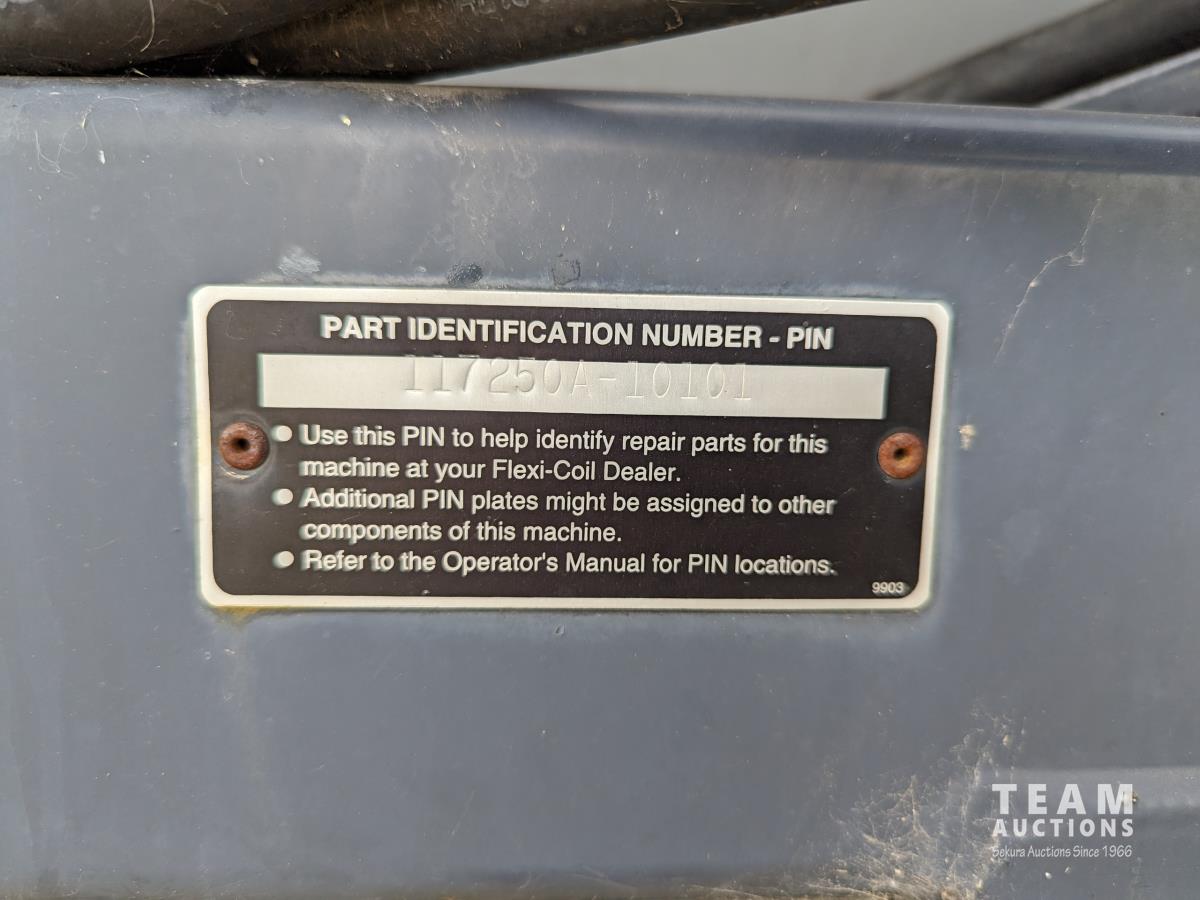 PART IDENTIFICATION NUMBER - PIN
117250A-10101
● Use this PIN to help identify repair parts for this
machine at your Flexi-Coil Dealer.
● Additional PIN plates might be assigned to other
components of this machine.
● Refer to the Operator's Manual for PIN locations.
9903
TEAM
AUCTIONS
Sekura Auctions Since 1966